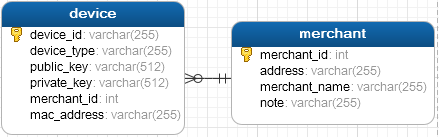 device
device_id: varchar(255)
device_type: varchar(255)
public_key: varchar(512)
private_key: varchar(512)
merchant_id: int
mac_address: varchar(255)
merchant
merchant_id: int
address: varchar(255)
merchant_name: varchar(255)
note: varchar(255)